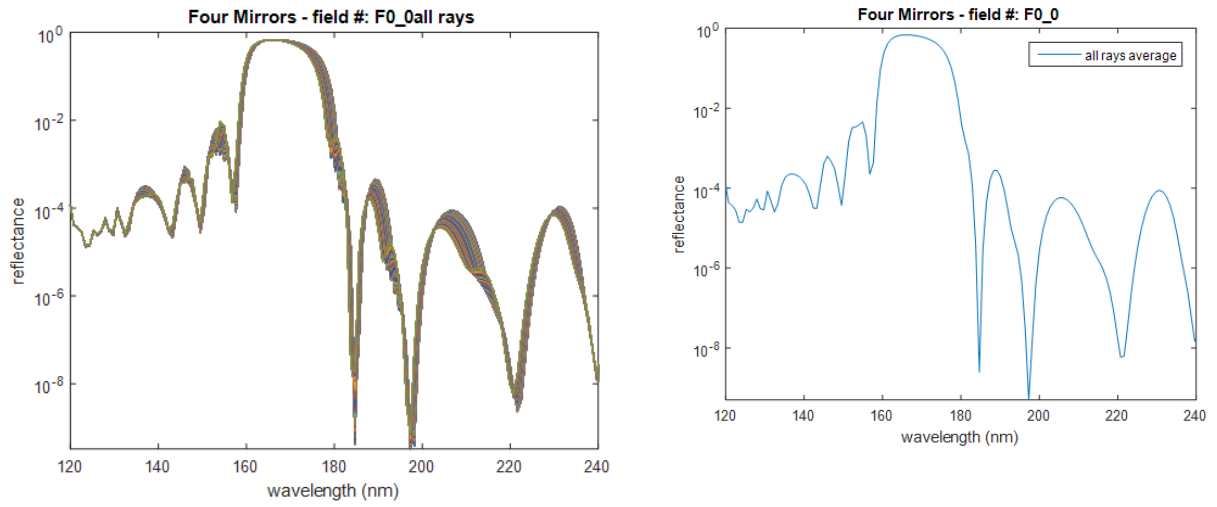 Four Mirrors - field #: F0_0all rays
10^0
10^-2
10^-4
10^-6
10^-8
reflectance
120 140 160 180 200 220 240
wavelength (nm)
Four Mirrors - field #: F0_0
all rays average
10^0
10^-2
10^-4
10^-6
10^-8
reflectance
120 140 160 180 200 220 240
wavelength (nm)